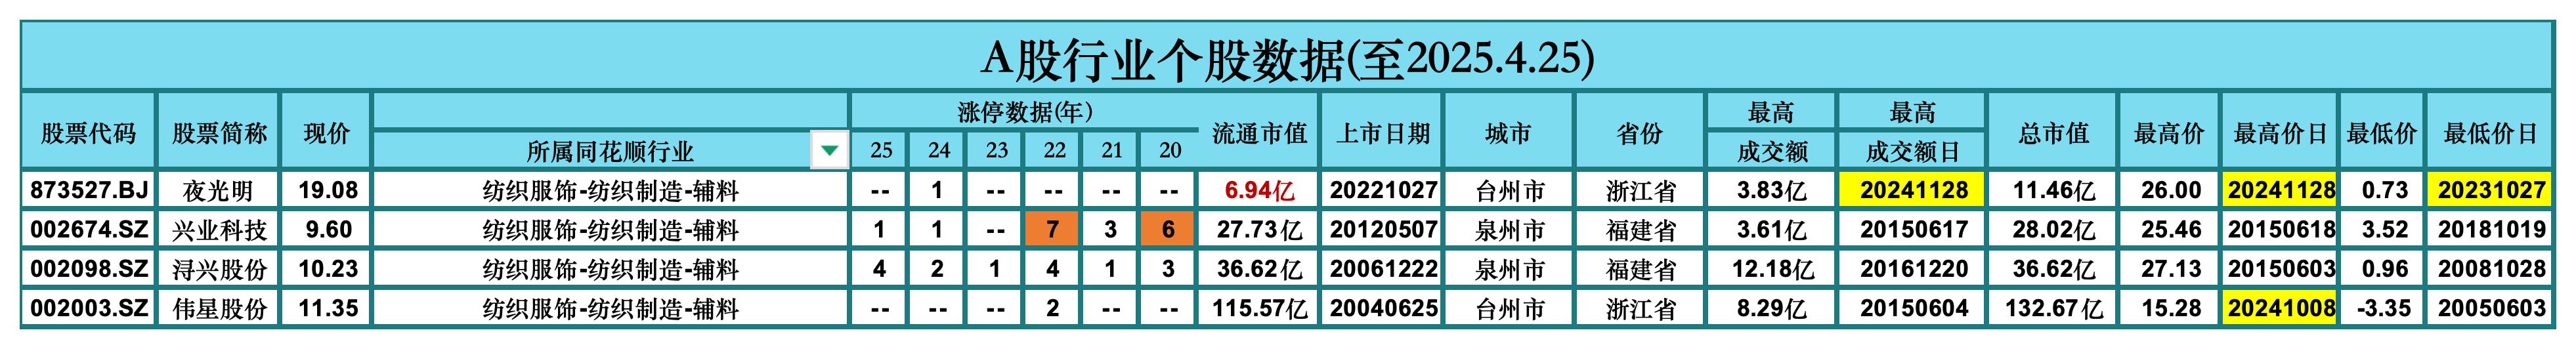 A股行业个股数据(至2025.4.25)
股票代码 股票简称 现价 所属同花顺行业 涨停数据(年) 25 24 23 22 21 20 流通市值 上市日期 城市 省份 最高成交额 最高成交额日 总市值 最高价 最高价日 最低价 最低价日
873527.BJ 夜光明 19.08 纺织服饰-纺织制造-辅料 -- 1 -- -- -- -- 6.94亿 20221027 台州市 浙江省 3.83亿 20241128 11.46亿 26.00 20241128 0.73 20231027
002674.SZ 兴业科技 9.60 纺织服饰-纺织制造-辅料 1 1 -- 7 3 6 27.73亿 20120507 泉州市 福建省 3.61亿 20150617 28.02亿 25.46 20150618 3.52 20181019
002098.SZ 浔兴股份 10.23 纺织服饰-纺织制造-辅料 4 2 1 4 1 3 36.62亿 20061222 泉州市 福建省 12.18亿 20161220 36.62亿 27.13 20150603 0.96 20081028
002003.SZ 伟星股份 11.35 纺织服饰-纺织制造-辅料 -- -- -- 2 -- -- 115.57亿 20040625 台州市 浙江省 8.29亿 20150604 132.67亿 15.28 20241008 -3.35 20050603